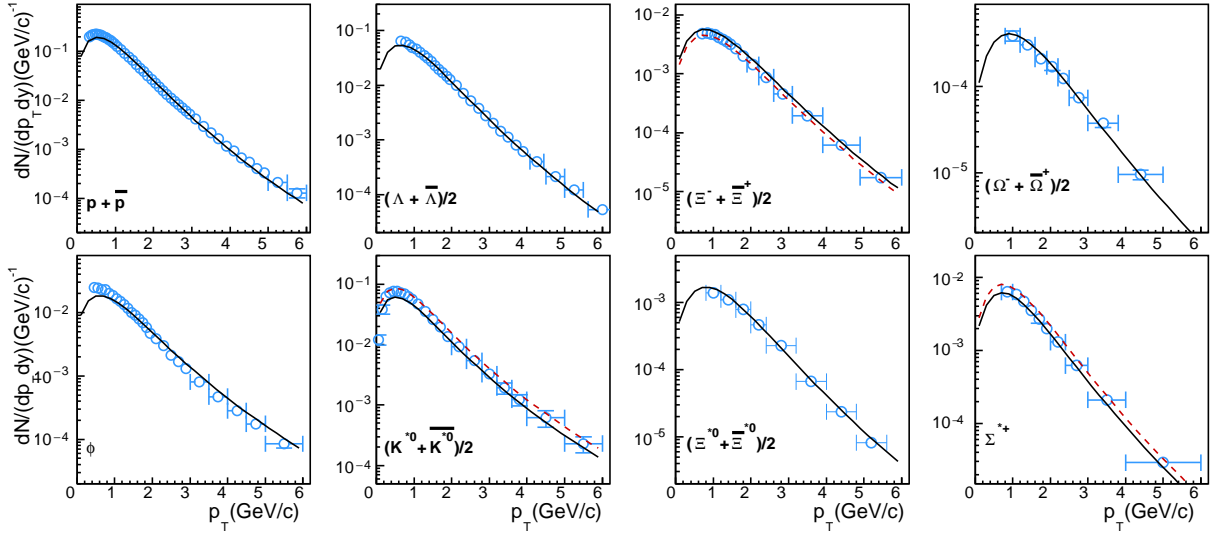 dN/(dp_T dy)(GeV/c)^-1
10^-1
10^-2
10^-3
10^-4
p + p̅
0 1 2 3 4 5 6
10^-1
10^-2
10^-3
10^-4
(Λ + Λ̅)/2
0 1 2 3 4 5 6
10^-2
10^-3
10^-4
10^-5
(Ξ^- + Ξ̅^+)/2
0 1 2 3 4 5 6
10^-4
10^-5
(Ω^- + Ω̅^+)/2
0 1 2 3 4 5 6
dN/(dp dy)(GeV/c)^-1
10^-2
40^-3
10^-4
ϕ
0 1 2 3 4 5 6
p_T(GeV/c)
10^-1
10^-2
10^-3
10^-4
(K^*0 + K̅^*0)/2
0 1 2 3 4 5 6
p_T(GeV/c)
10^-3
10^-4
10^-5
(Ξ^*0 + Ξ̅^*0)/2
0 1 2 3 4 5 6
p_T(GeV/c)
10^-2
10^-3
10^-4
Σ^*+
0 1 2 3 4 5 6
p_T(GeV/c)